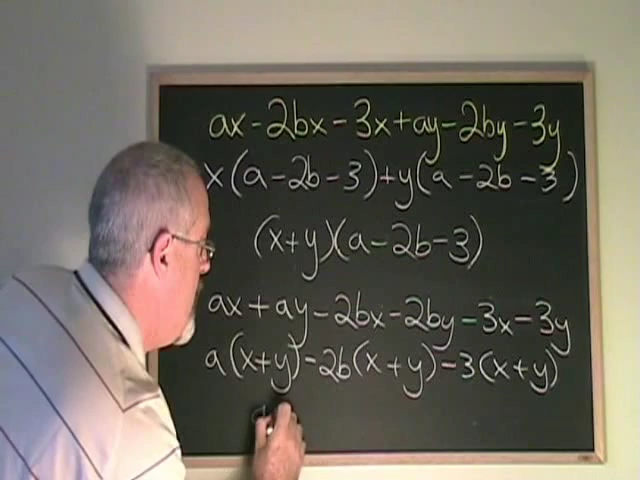 ax - 2bx - 3x + ay - 2by - 3y
x(a - 2b - 3) + y(a - 2b - 3)
(x + y)(a - 2b - 3)
ax + ay - 2bx - 2by - 3x - 3y
a(x + y) - 2b(x + y) - 3(x + y)